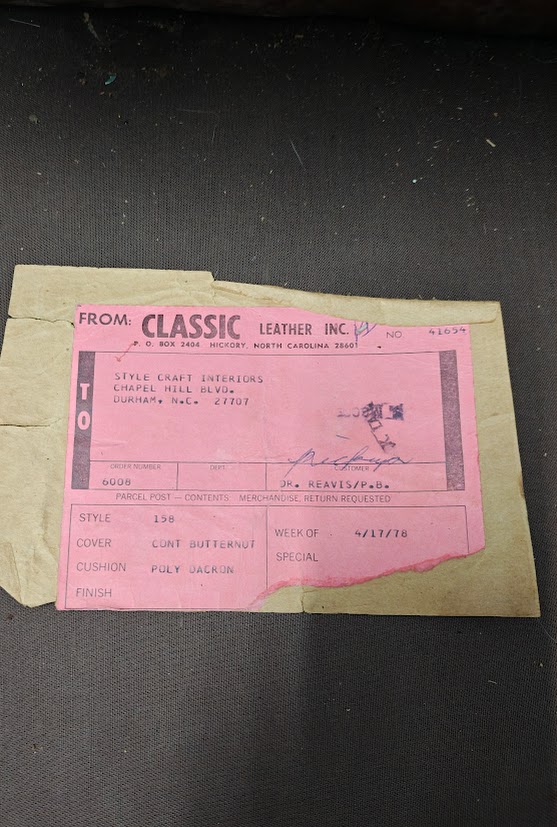 FROM: CLASSIC LEATHER INC. NO. 41654
P. O. BOX 2404 HICKORY, NORTH CAROLINA 28601
TO
STYLE CRAFT INTERIORS
CHAPEL HILL BLVD.
DURHAM, N.C. 27707
ORDER NUMBER DEPT. CUSTOMER
6008 DR. REAVIS/P.B.
PARCEL POST — CONTENTS: MERCHANDISE, RETURN REQUESTED
STYLE 158
COVER CONT BUTTERNUT
CUSHION POLY DACRON
FINISH
WEEK OF 4/17/78
SPECIAL